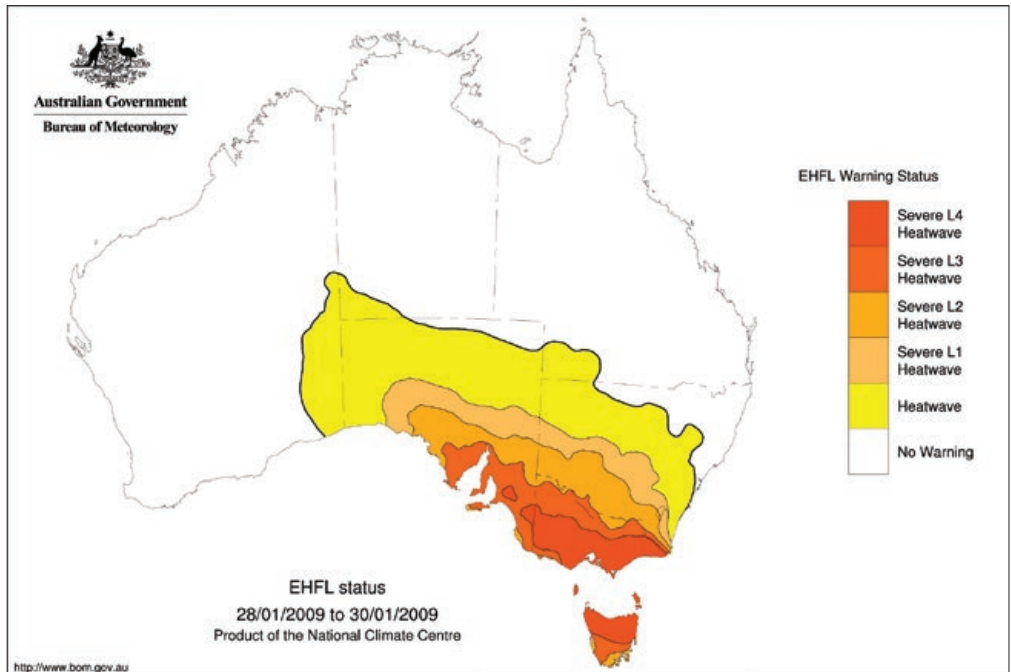 Australian Government
Bureau of Meteorology
EHFL Warning Status
Severe L4
Heatwave
Severe L3
Heatwave
Severe L2
Heatwave
Severe L1
Heatwave
Heatwave
No Warning
EHFL status
28/01/2009 to 30/01/2009
Product of the National Climate Centre
http://www.bom.gov.au